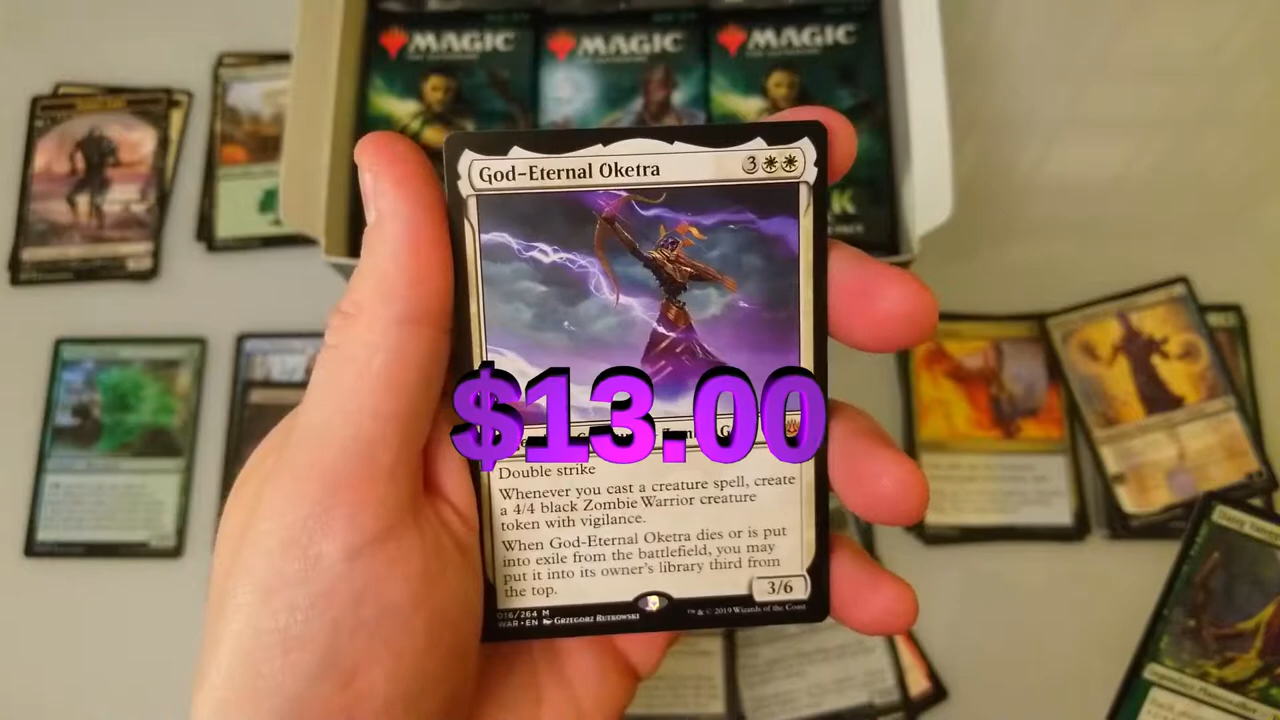 MAGIC
MAGIC
MAGIC
God-Eternal Oketra
3
$13.00
Double strike
Whenever you cast a creature spell, create
a 4/4 black Zombie Warrior creature
token with vigilance.
When God-Eternal Oketra dies or is put
into exile from the battlefield, you may
put it into its owner's library third from
the top.
3/6
016/264 M
WAR • EN GRZEGORZ RUTKOWSKI
™ & © 2019 Wizards of the Coast